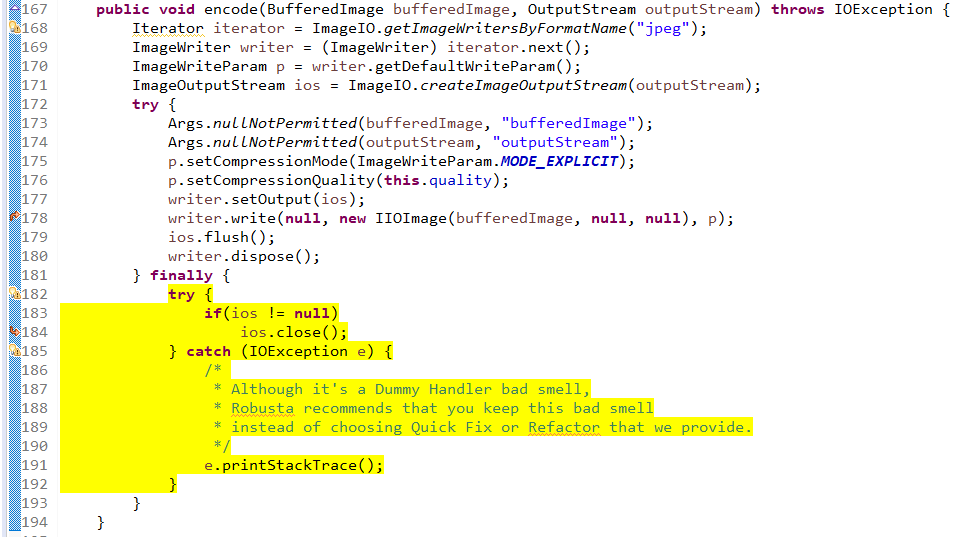 167 public void encode(BufferedImage bufferedImage, OutputStream outputStream) throws IOException {
168 Iterator iterator = ImageIO.getImageWritersByFormatName("jpeg");
169 ImageWriter writer = (ImageWriter) iterator.next();
170 ImageWriteParam p = writer.getDefaultWriteParam();
171 ImageOutputStream ios = ImageIO.createImageOutputStream(outputStream);
172 try {
173 Args.nullNotPermitted(bufferedImage, "bufferedImage");
174 Args.nullNotPermitted(outputStream, "outputStream");
175 p.setCompressionMode(ImageWriteParam.MODE_EXPLICIT);
176 p.setCompressionQuality(this.quality);
177 writer.setOutput(ios);
178 writer.write(null, new IIOImage(bufferedImage, null, null), p);
179 ios.flush();
180 writer.dispose();
181 } finally {
182 try {
183 if(ios != null)
184 ios.close();
185 } catch (IOException e) {
186 /*
187 * Although it's a Dummy Handler bad smell,
188 * Robusta recommends that you keep this bad smell
189 * instead of choosing Quick Fix or Refactor that we provide.
190 */
191 e.printStackTrace();
192 }
193 }
194 }